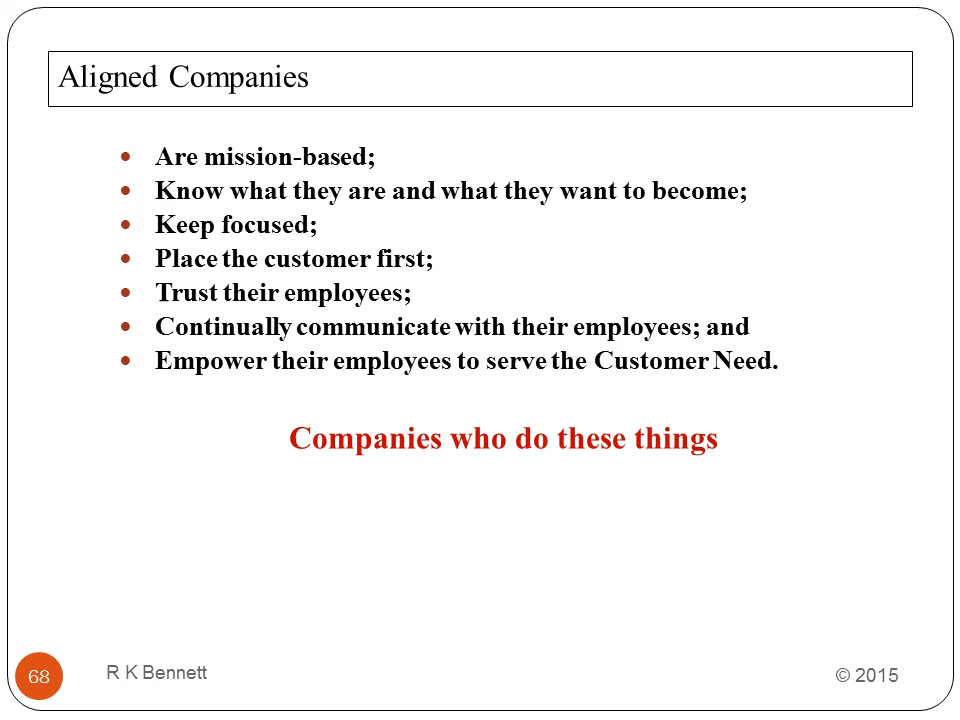 Aligned Companies
Are mission-based;
Know what they are and what they want to become;
Keep focused;
Place the customer first;
Trust their employees;
Continually communicate with their employees; and
Empower their employees to serve the Customer Need.
Companies who do these things
68
R K Bennett
© 2015